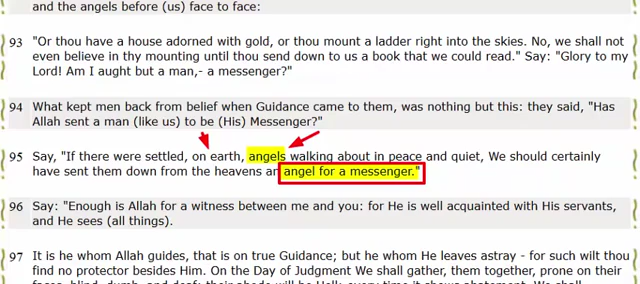 and the angels before (us) face to face:
93 "Or thou have a house adorned with gold, or thou mount a ladder right into the skies. No, we shall not
even believe in thy mounting until thou send down to us a book that we could read." Say: "Glory to my
Lord! Am I aught but a man,- a messenger?"
94 What kept men back from belief when Guidance came to them, was nothing but this: they said, "Has
Allah sent a man (like us) to be (His) Messenger?"
95 Say, "If there were settled, on earth, angels walking about in peace and quiet, We should certainly
have sent them down from the heavens an angel for a messenger."
96 Say: "Enough is Allah for a witness between me and you: for He is well acquainted with His servants,
and He sees (all things).
97 It is he whom Allah guides, that is on true Guidance; but he whom He leaves astray - for such wilt thou
find no protector besides Him. On the Day of Judgment We shall gather, them together, prone on their